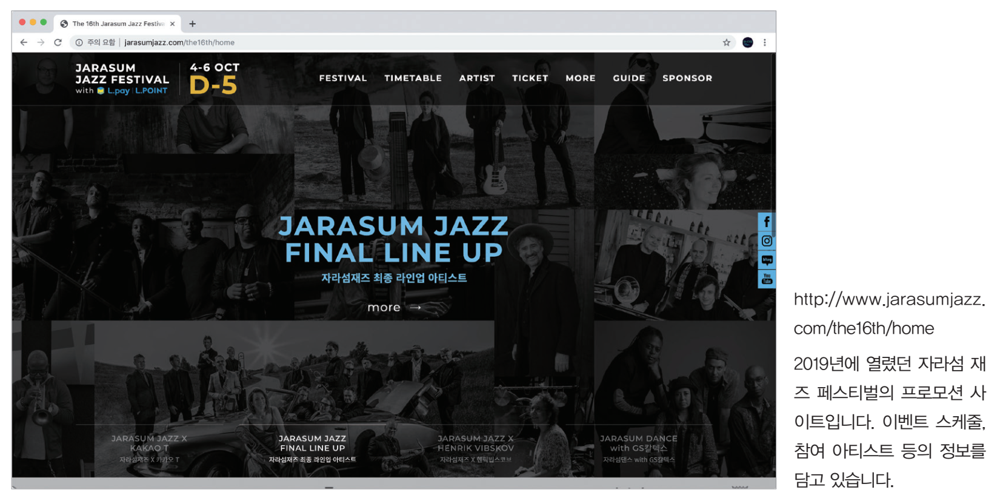 The 16th Jarasum Jazz Festiva
주의 요함 | jarasumjazz.com/the16th/home
JARASUM
JAZZ FESTIVAL
with L.pay | L.POINT
4-6 OCT
D-5
FESTIVAL TIMETABLE ARTIST TICKET MORE GUIDE SPONSOR
JARASUM JAZZ
FINAL LINE UP
자라섬재즈 최종 라인업 아티스트
more →
blog
You
Tube
JARASUM JAZZ X
KAKAO T
자라섬재즈 X 카카오 T
JARASUM JAZZ
FINAL LINE UP
자라섬재즈 최종 라인업 아티스트
JARASUM JAZZ X
HENRIK VIBSKOV
자라섬재즈 X 헨릭빕스코브
JARASUM DANCE
with GS칼텍스
자라섬댄스 with GS칼텍스
http://www.jarasumjazz.
com/the16th/home
2019년에 열렸던 자라섬 재
즈 페스티벌의 프로모션 사
이트입니다. 이벤트 스케줄,
참여 아티스트 등의 정보를
담고 있습니다.